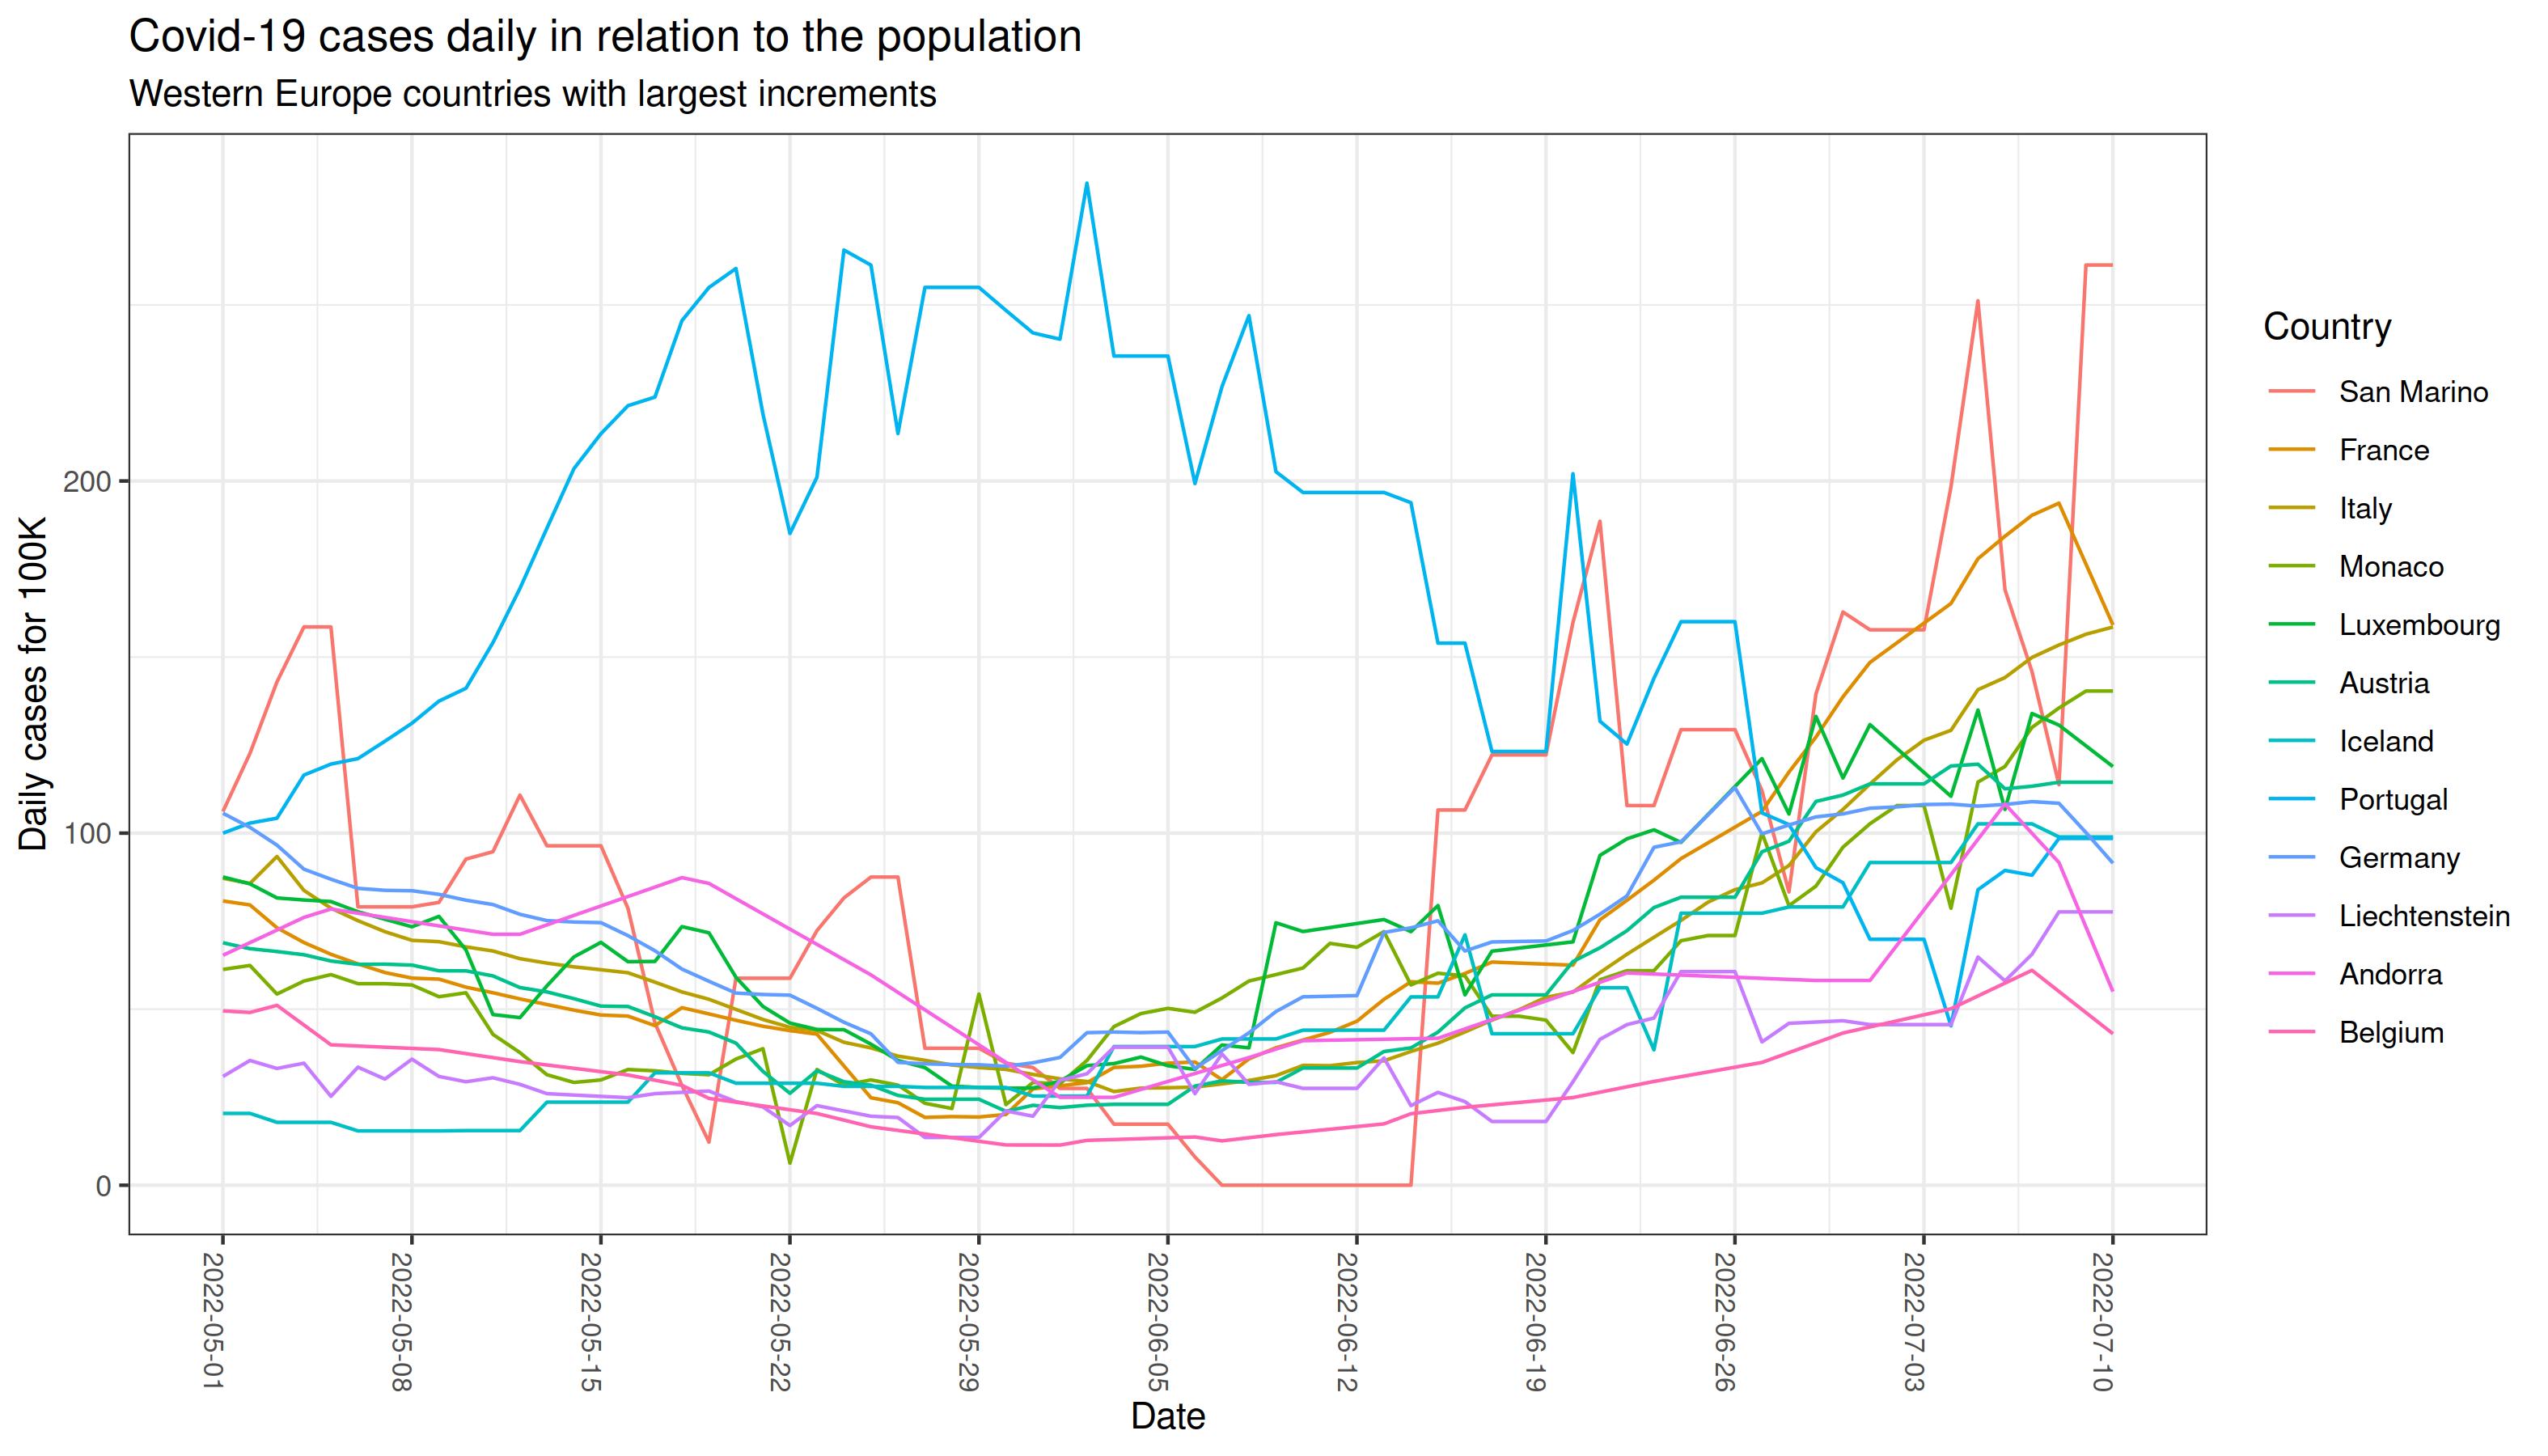 Covid-19 cases daily in relation to the population
Western Europe countries with largest increments
Daily cases for 100K
200
100
0
2022-05-01
2022-05-08
2022-05-15
2022-05-22
2022-05-29
2022-06-05
2022-06-12
2022-06-19
2022-06-26
2022-07-03
2022-07-10
Date
Country
San Marino
France
Italy
Monaco
Luxembourg
Austria
Iceland
Portugal
Germany
Liechtenstein
Andorra
Belgium